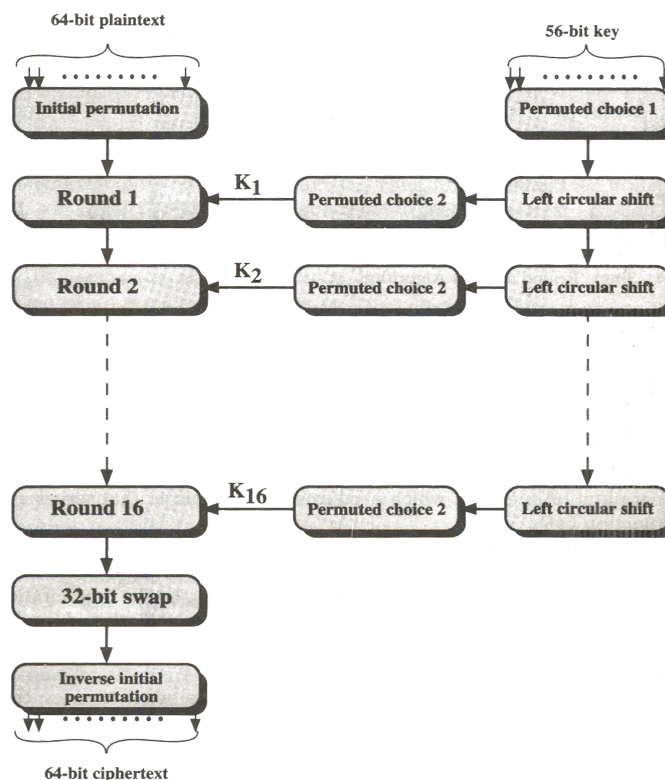 64-bit plaintext
56-bit key
Initial permutation
Permuted choice 1
Round 1
K1
Permuted choice 2
Left circular shift
Round 2
K2
Permuted choice 2
Left circular shift
Round 16
K16
Permuted choice 2
Left circular shift
32-bit swap
Inverse initial
permutation
64-bit ciphertext